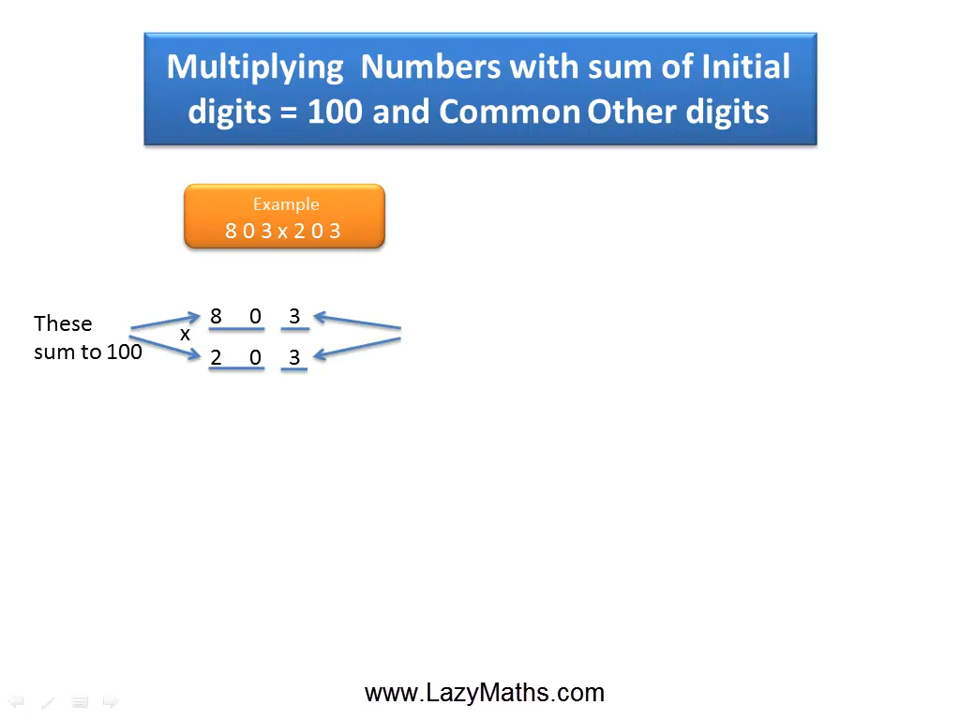 Multiplying Numbers with sum of Initial
digits = 100 and Common Other digits
Example
8 0 3 x 2 0 3
These
sum to 100
8 0 3
x
2 0 3
www.LazyMaths.com